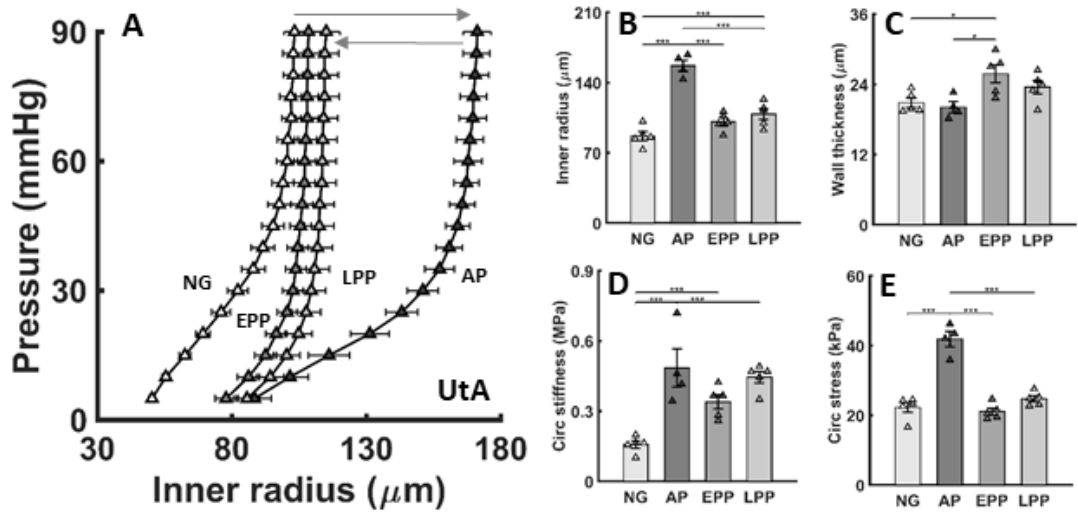 A
Pressure (mmHg)
90
60
30
0
NG
EPP
LPP
AP
UtA
30
80
130
180
Inner radius (μm)
B
Inner radius (μm)
210
140
70
0
***
***
*** ***
NG AP EPP LPP
C
Wall thickness (μm)
36
24
12
0
*
*
NG AP EPP LPP
D
Circ stiffness (MPa)
0.9
0.6
0.3
0
***
*** ***
NG AP EPP LPP
E
Circ stress (kPa)
60
40
20
0
***
*** ***
NG AP EPP LPP